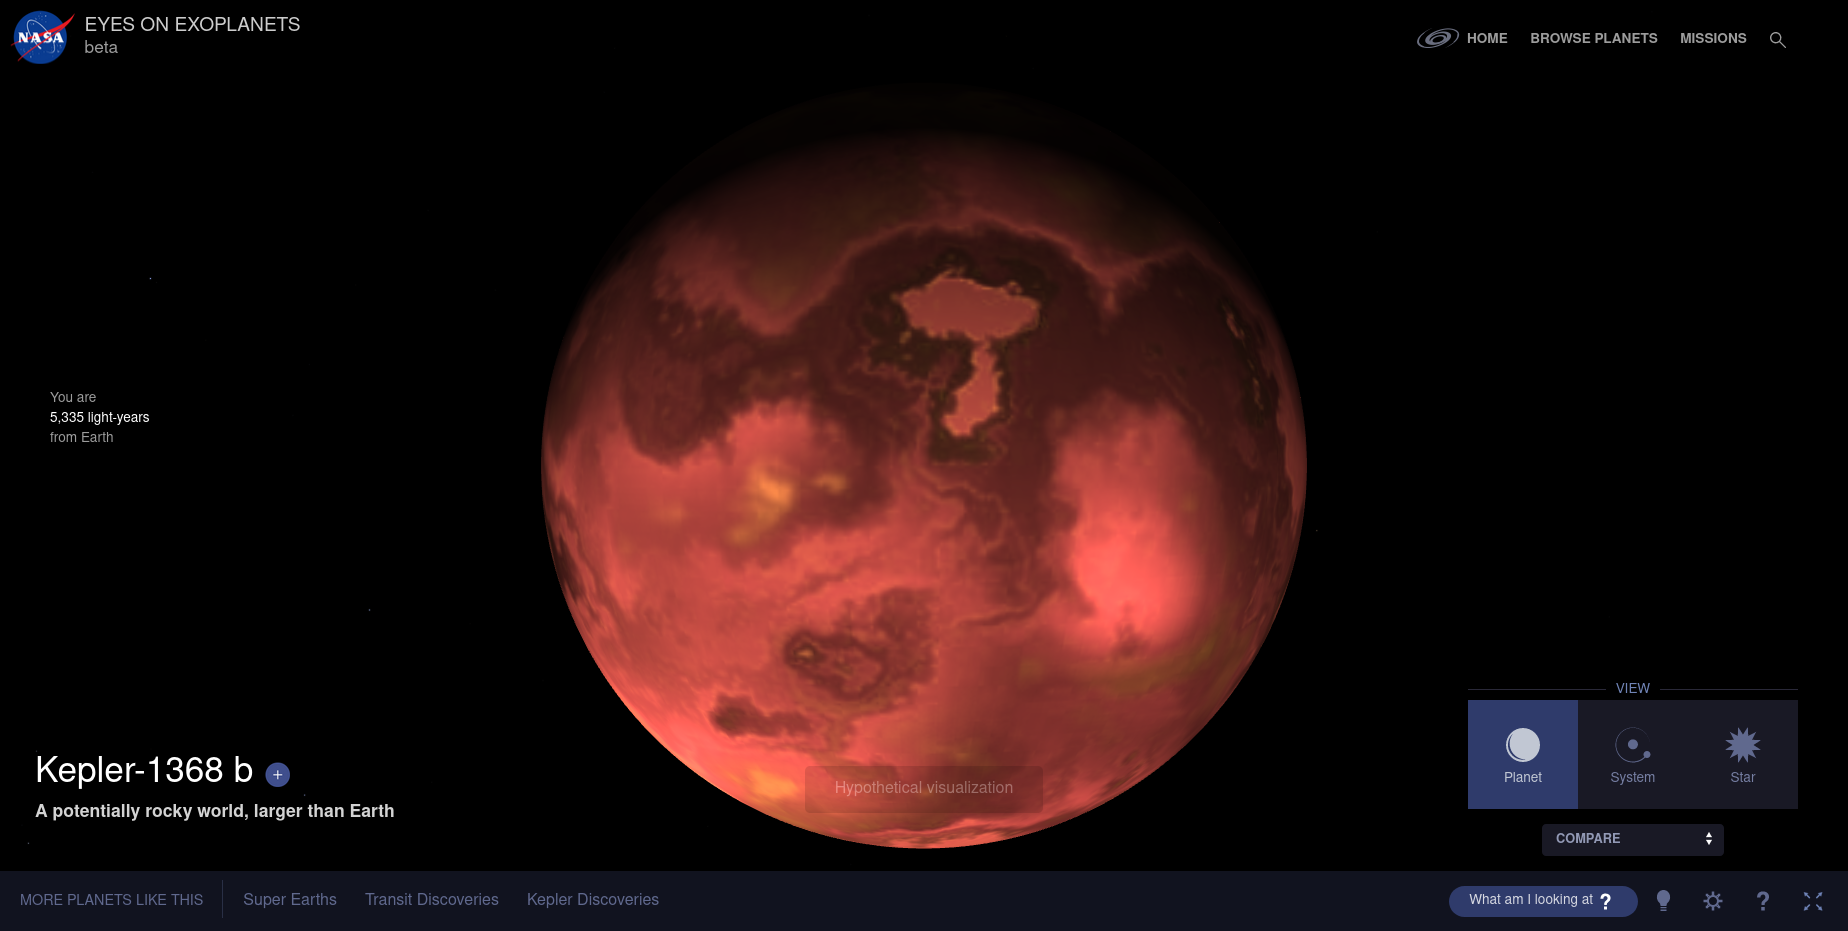 NASA
EYES ON EXOPLANETS
beta
HOME
BROWSE PLANETS
MISSIONS
You are
5,335 light-years
from Earth
Kepler-1368 b +
A potentially rocky world, larger than Earth
Hypothetical visualization
VIEW
Planet
System
Star
COMPARE
MORE PLANETS LIKE THIS
Super Earths
Transit Discoveries
Kepler Discoveries
What am I looking at ?
?